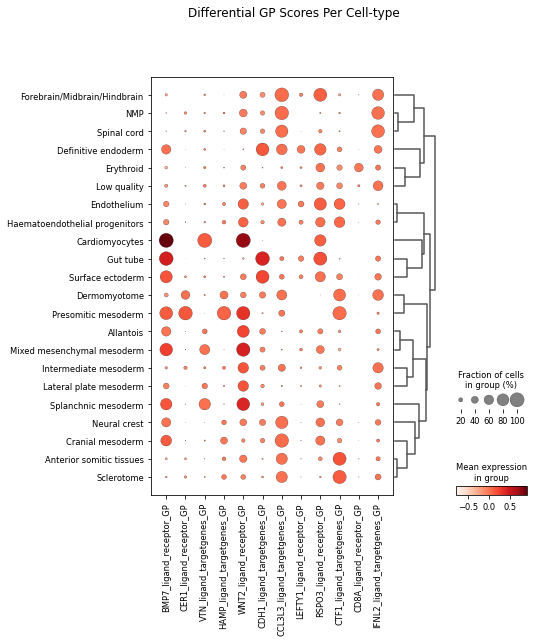 Differential GP Scores Per Cell-type
Forebrain/Midbrain/Hindbrain
NMP
Spinal cord
Definitive endoderm
Erythroid
Low quality
Endothelium
Haematoendothelial progenitors
Cardiomyocytes
Gut tube
Surface ectoderm
Dermomyotome
Presomitic mesoderm
Allantois
Mixed mesenchymal mesoderm
Intermediate mesoderm
Lateral plate mesoderm
Splanchnic mesoderm
Neural crest
Cranial mesoderm
Anterior somitic tissues
Sclerotome
BMP7_ligand_receptor_GP
CER1_ligand_receptor_GP
VTN_ligand_targetgenes_GP
HAMP_ligand_targetgenes_GP
WNT2_ligand_receptor_GP
CDH1_ligand_targetgenes_GP
CCL3L3_ligand_targetgenes_GP
LEFTY1_ligand_receptor_GP
RSPO3_ligand_receptor_GP
CTF1_ligand_targetgenes_GP
CD8A_ligand_receptor_GP
IFNL2_ligand_targetgenes_GP
Fraction of cells
in group (%)
20 40 60 80 100
Mean expression
in group
−0.5 0.0 0.5